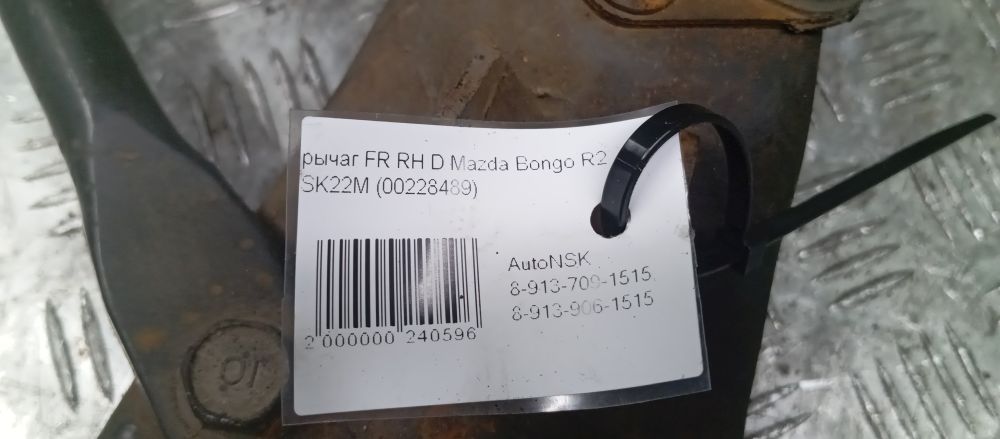 рычаг FR RH D Mazda Bongo R2
SK22M (00228489)
AutoNSK
8-913-709-1515
8-913-906-1515
2 000000 240596